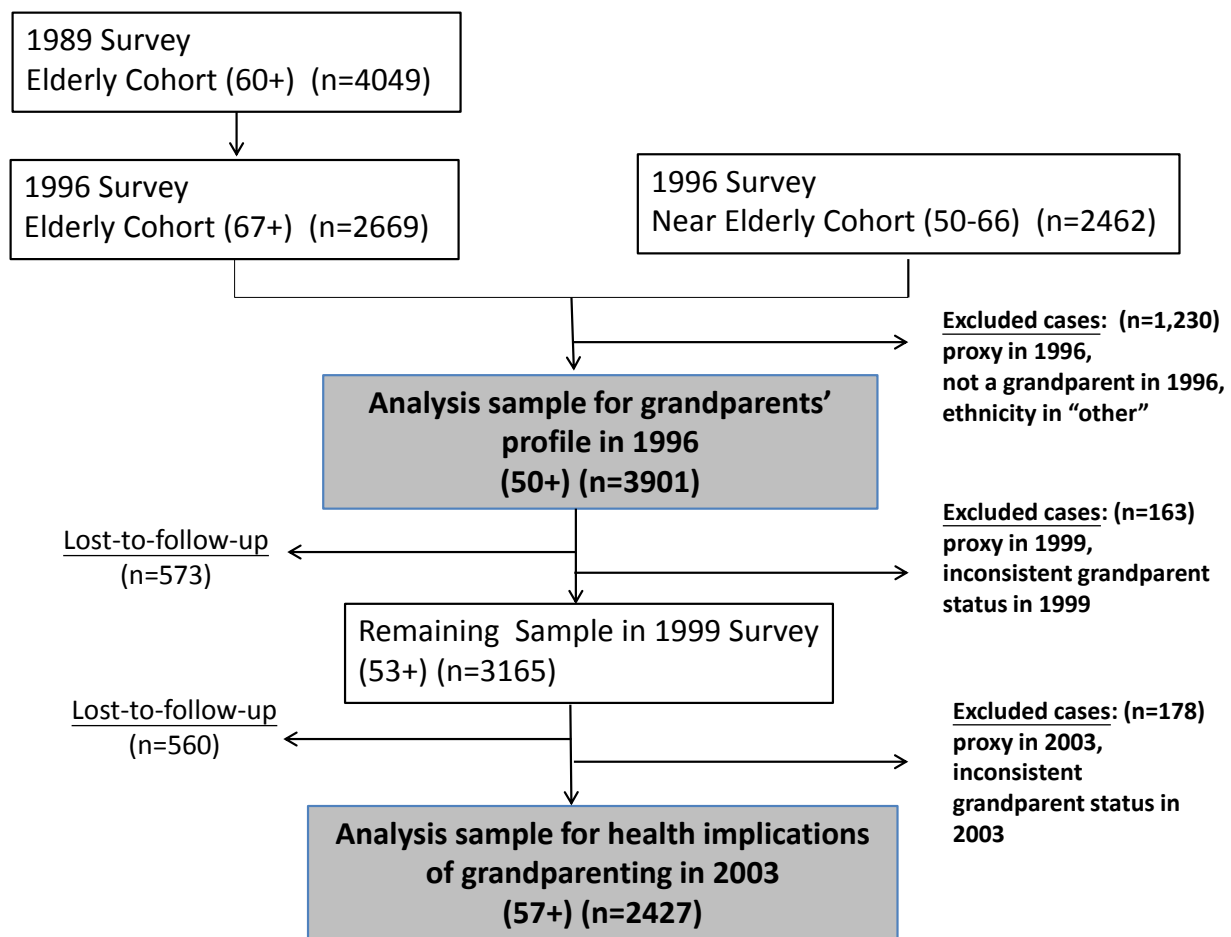 1989 Survey
Elderly Cohort (60+)  (n=4049)
1996 Survey
Elderly Cohort (67+)  (n=2669)
1996 Survey
Near Elderly Cohort (50-66)  (n=2462)
Excluded cases:  (n=1,230)
proxy in 1996,
not a grandparent in 1996,
ethnicity in “other”
Analysis sample for grandparents’
profile in 1996
(50+) (n=3901)
Lost-to-follow-up
(n=573)
Excluded cases: (n=163)
proxy in 1999,
inconsistent grandparent
status in 1999
Remaining  Sample in 1999 Survey
(53+) (n=3165)
Lost-to-follow-up
(n=560)
Excluded cases: (n=178)
proxy in 2003,
inconsistent
grandparent status in
2003
Analysis sample for health implications
of grandparenting in 2003
(57+) (n=2427)